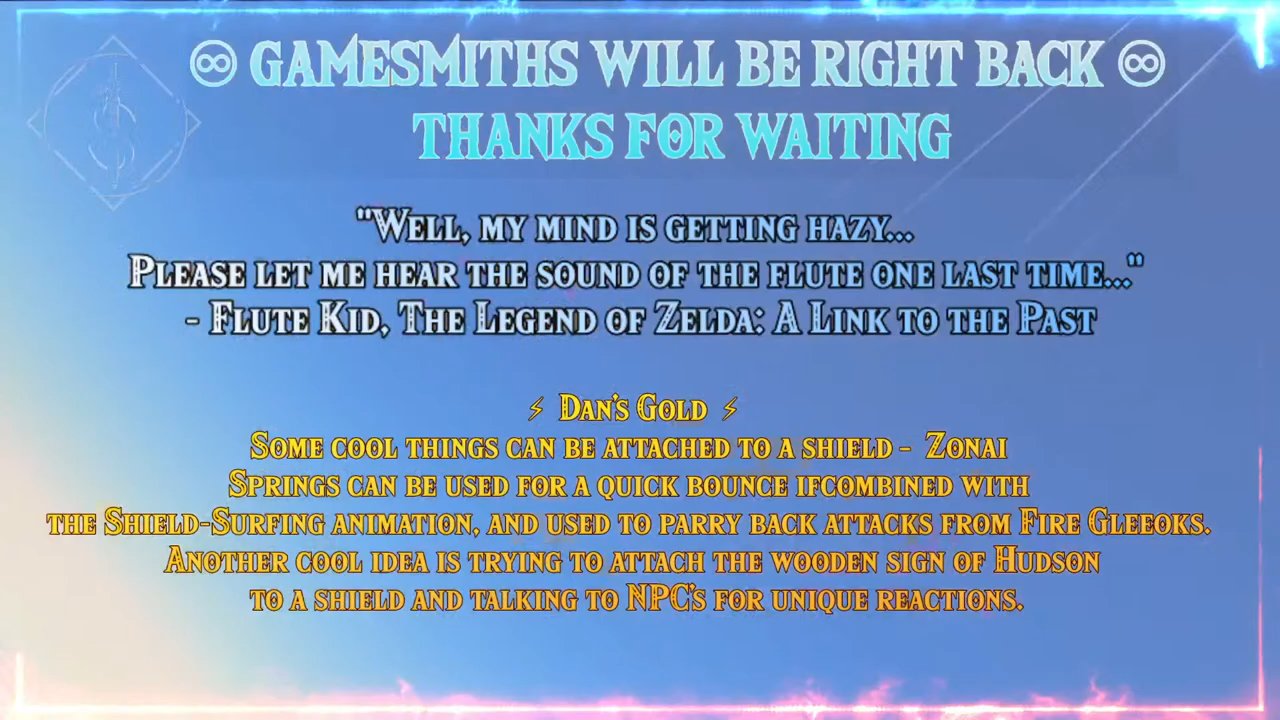 ♾ GAMESMITHS WILL BE RIGHT BACK ♾
THANKS FOR WAITING
"WELL, MY MIND IS GETTING HAZY...
PLEASE LET ME HEAR THE SOUND OF THE FLUTE ONE LAST TIME..."
- FLUTE KID, THE LEGEND OF ZELDA: A LINK TO THE PAST
⚡ DAN'S GOLD ⚡
SOME COOL THINGS CAN BE ATTACHED TO A SHIELD - ZONAI
SPRINGS CAN BE USED FOR A QUICK BOUNCE IFCOMBINED WITH
THE SHIELD-SURFING ANIMATION, AND USED TO PARRY BACK ATTACKS FROM FIRE GLEEOKS.
ANOTHER COOL IDEA IS TRYING TO ATTACH THE WOODEN SIGN OF HUDSON
TO A SHIELD AND TALKING TO NPC'S FOR UNIQUE REACTIONS.